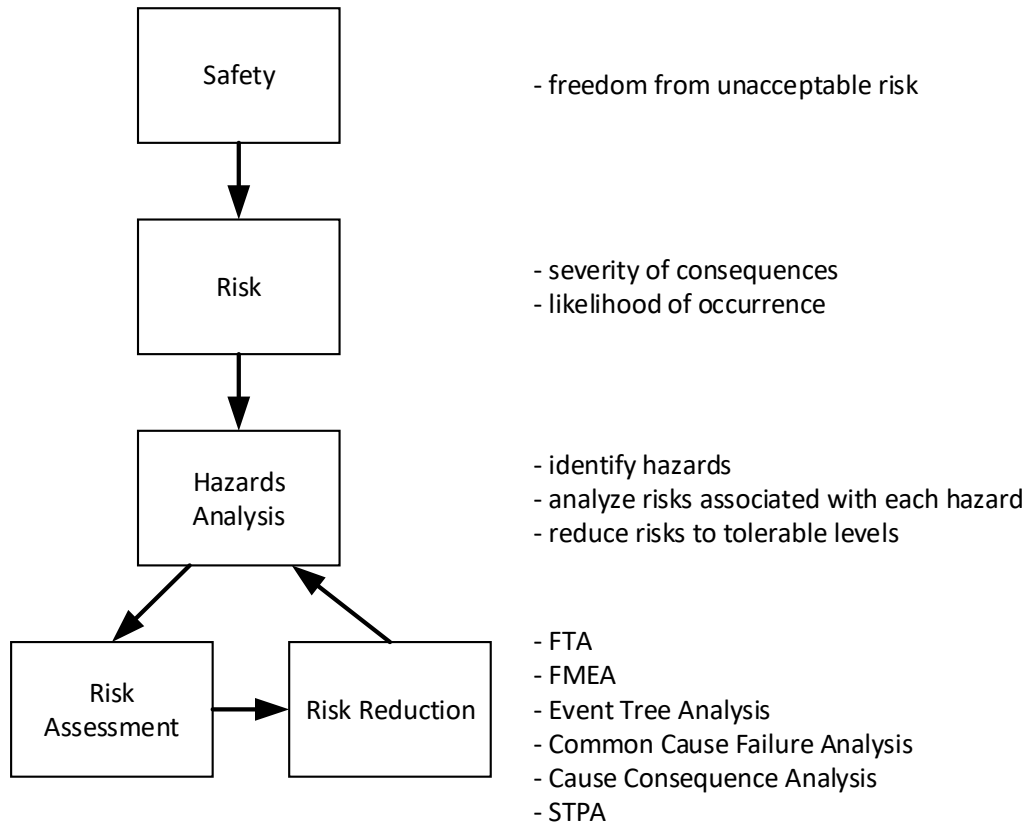 Safety
- freedom from unacceptable risk
Risk
- severity of consequences
- likelihood of occurrence
Hazards
Analysis
- identify hazards
- analyze risks associated with each hazard
- reduce risks to tolerable levels
Risk
Assessment
Risk Reduction
- FTA
- FMEA
- Event Tree Analysis
- Common Cause Failure Analysis
- Cause Consequence Analysis
- STPA